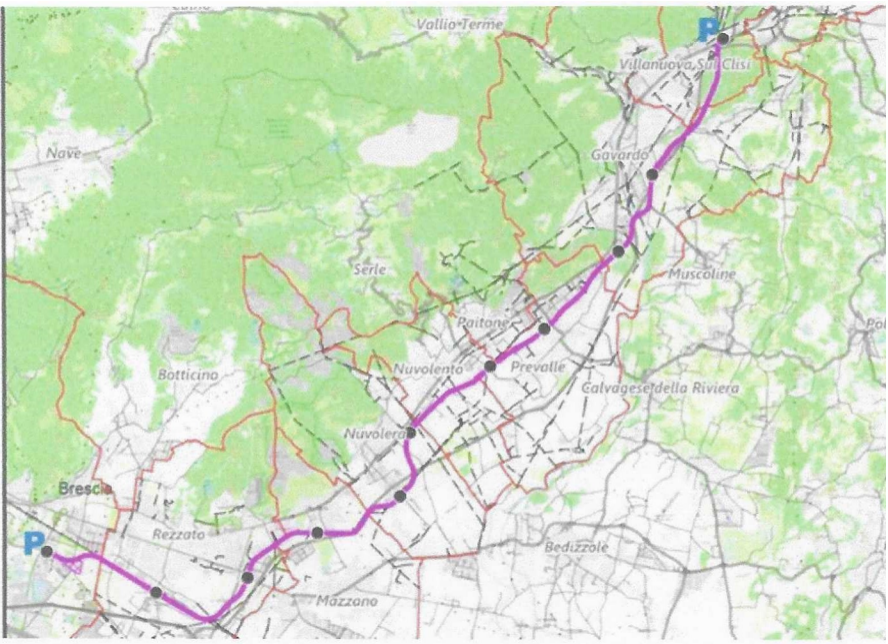 Vallio Terme
P
Villanuova Sul Clisi
Nave
Gavardo
Serle
Muscoline
Paitone
Botticino
Nuvolento
Prevalle
Calvagese della Riviera
Nuvolera
Brescia
Rezzato
P
Bedizzole
Mazzano